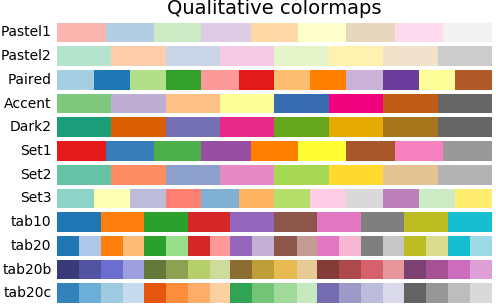 Qualitative colormaps
Pastel1
Pastel2
Paired
Accent
Dark2
Set1
Set2
Set3
tab10
tab20
tab20b
tab20c